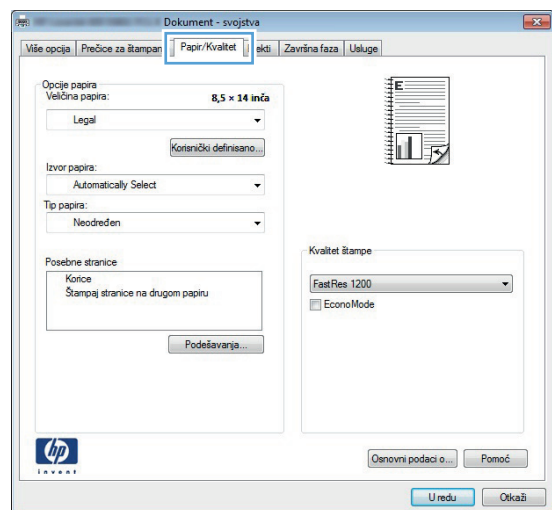 Dokument - svojstva
Više opcija Prečice za štampan Papir/Kvalitet ekti Završna faza Usluge
Opcije papira
Veličina papira: 8,5 × 14 inča
Legal
Korisnički definisano...
Izvor papira:
Automatically Select
Tip papira:
Neodređen
Posebne stranice
Korice
Štampaj stranice na drugom papiru
Podešavanja...
E
Kvalitet štampe
FastRes 1200
EconoMode
hp
invent
Osnovni podaci o... Pomoć
U redu Otkaži